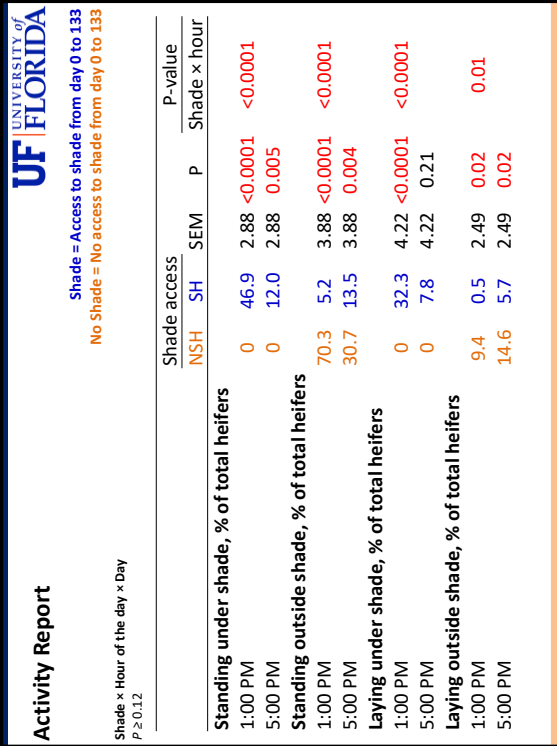 Activity Report
UF UNIVERSITY of FLORIDA
Shade = Access to shade from day 0 to 133
No Shade = No access to shade from day 0 to 133
Shade × Hour of the day × Day
P ≥ 0.12
Shade access P-value
NSH SH SEM P Shade × hour
Standing under shade, % of total heifers
1:00 PM 0 46.9 2.88 <0.0001 <0.0001
5:00 PM 0 12.0 2.88 0.005
Standing outside shade, % of total heifers
1:00 PM 70.3 5.2 3.88 <0.0001 <0.0001
5:00 PM 30.7 13.5 3.88 0.004
Laying under shade, % of total heifers
1:00 PM 0 32.3 4.22 <0.0001 <0.0001
5:00 PM 0 7.8 4.22 0.21
Laying outside shade, % of total heifers
1:00 PM 9.4 0.5 2.49 0.02 0.01
5:00 PM 14.6 5.7 2.49 0.02